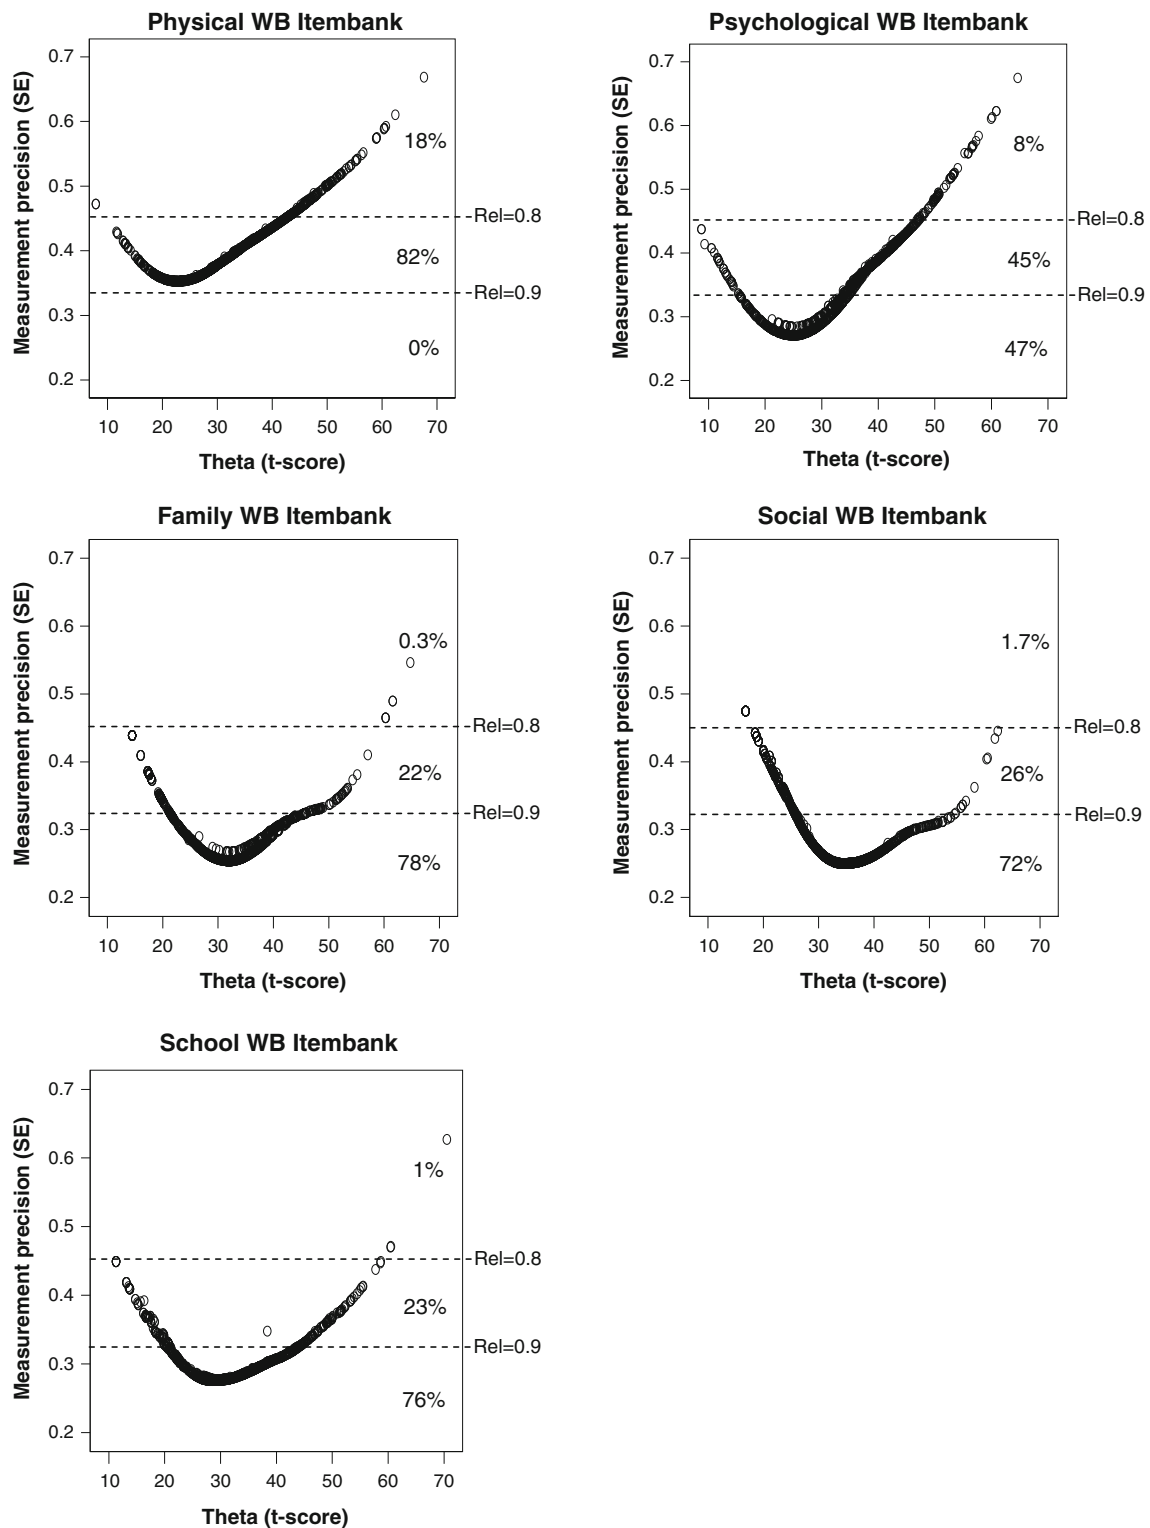 Physical WB Itembank
Measurement precision (SE)
0.7
0.6
0.5
0.4
0.3
0.2
18%
Rel=0.8
82%
Rel=0.9
0%
10 20 30 40 50 60 70
Theta (t-score)
Psychological WB Itembank
Measurement precision (SE)
0.7
0.6
0.5
0.4
0.3
0.2
8%
Rel=0.8
45%
Rel=0.9
47%
10 20 30 40 50 60 70
Theta (t-score)
Family WB Itembank
Measurement precision (SE)
0.7
0.6
0.5
0.4
0.3
0.2
0.3%
Rel=0.8
22%
Rel=0.9
78%
10 20 30 40 50 60 70
Theta (t-score)
Social WB Itembank
Measurement precision (SE)
0.7
0.6
0.5
0.4
0.3
0.2
1.7%
Rel=0.8
26%
Rel=0.9
72%
10 20 30 40 50 60 70
Theta (t-score)
School WB Itembank
Measurement precision (SE)
0.7
0.6
0.5
0.4
0.3
0.2
1%
Rel=0.8
23%
Rel=0.9
76%
10 20 30 40 50 60 70
Theta (t-score)